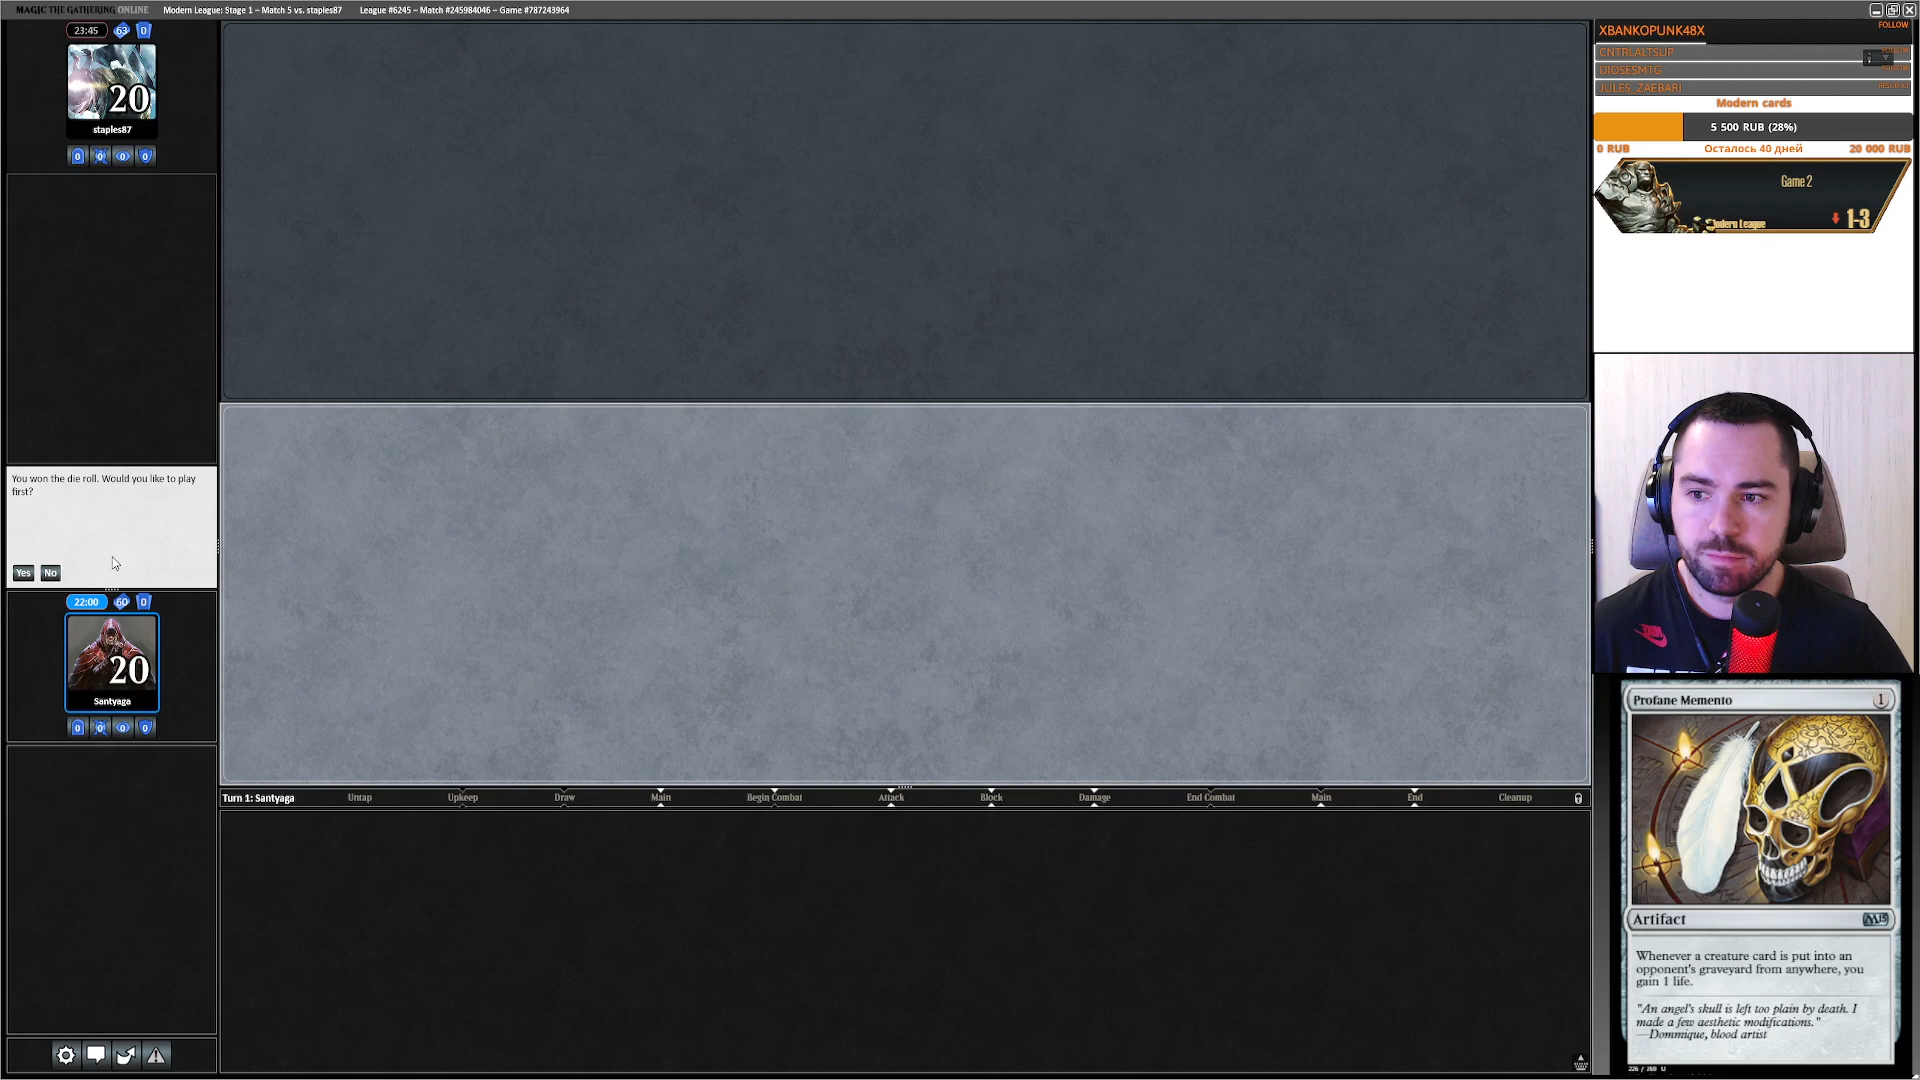 MAGIC THE GATHERING ONLINE
Modern League: Stage 1 – Match 5 vs. staples87
League #6245 – Match #245984046 – Game #787243964
23:45 63 0
20
staples87
0 0 0 0
You won the die roll. Would you like to play
first?
Yes No
22:00 60 0
20
Santyaga
0 0 0 0
Turn 1: Santyaga Untap Upkeep Draw Main Begin Combat Attack Block Damage End Combat Main End Cleanup
XBANKOPUNK48X FOLLOW
CNTRLALTSUP FOLLOW
DIOSESMTG FOLLOW
JULES_ZAEBARI
Modern cards
5 500 RUB (28%)
0 RUB Осталось 40 дней 20 000 RUB
Game 2
Modern League 1-3
Profane Memento 1
Artifact M15
Whenever a creature card is put into an
opponent's graveyard from anywhere, you
gain 1 life.
"An angel's skull is left too plain by death. I
made a few aesthetic modifications."
—Dommique, blood artist
226 / 269 U